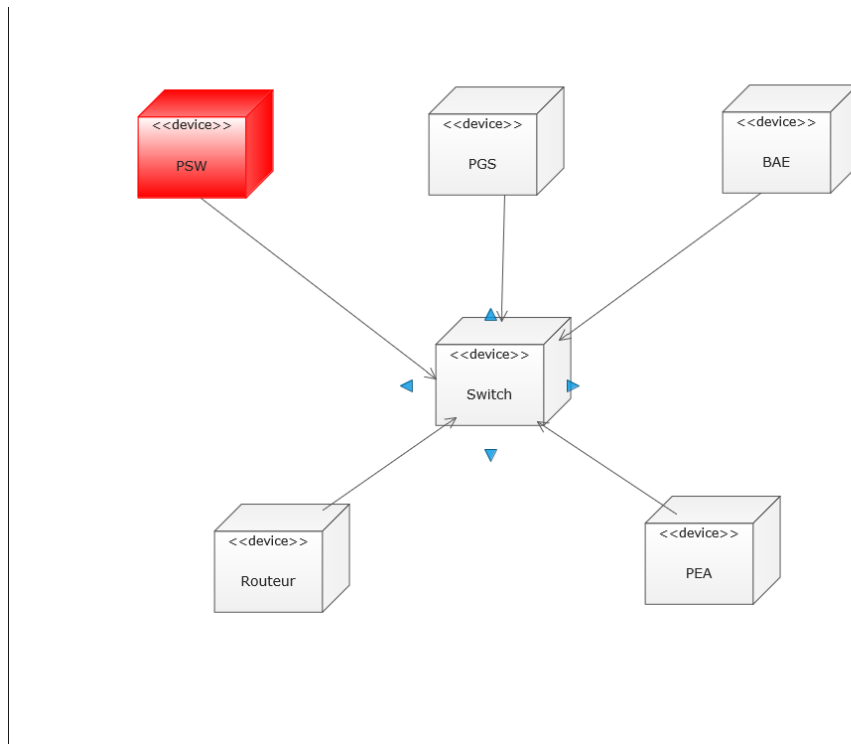 <<device>>
PSW
<<device>>
PGS
<<device>>
BAE
<<device>>
Switch
<<device>>
Routeur
<<device>>
PEA